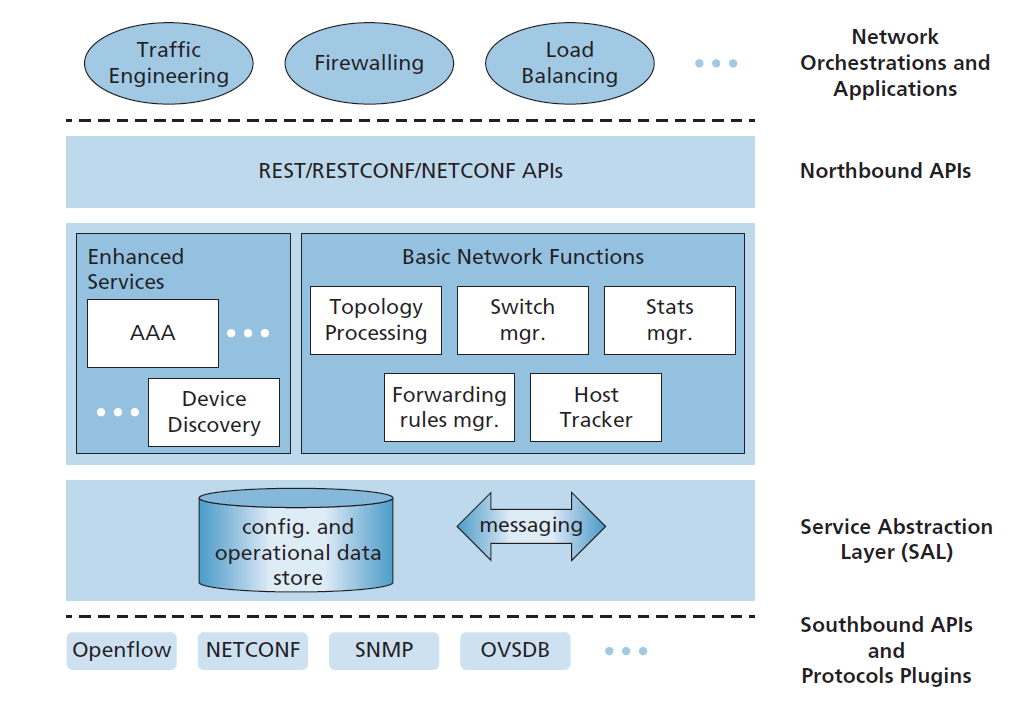 Traffic
Engineering
Firewalling
Load
Balancing
Network
Orchestrations and
Applications
REST/RESTCONF/NETCONF APIs
Northbound APIs
Enhanced
Services
AAA
Device
Discovery
Basic Network Functions
Topology
Processing
Switch
mgr.
Stats
mgr.
Forwarding
rules mgr.
Host
Tracker
config. and
operational data
store
messaging
Service Abstraction
Layer (SAL)
Openflow
NETCONF
SNMP
OVSDB
Southbound APIs
and
Protocols Plugins